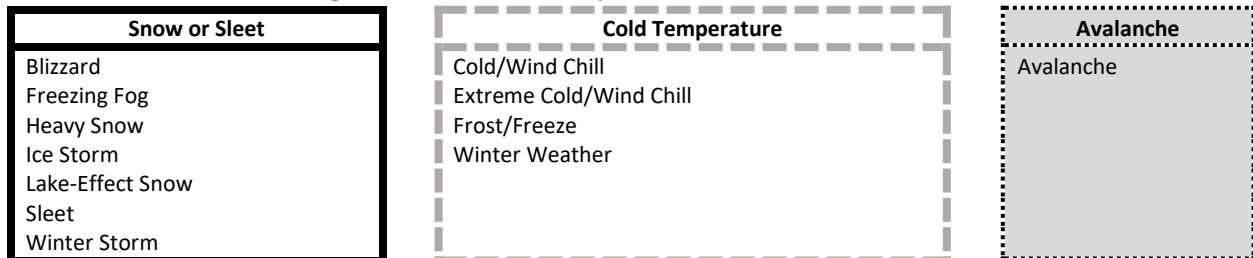 Snow or Sleet
Blizzard
Freezing Fog
Heavy Snow
Ice Storm
Lake-Effect Snow
Sleet
Winter Storm
Cold Temperature
Cold/Wind Chill
Extreme Cold/Wind Chill
Frost/Freeze
Winter Weather
Avalanche
Avalanche